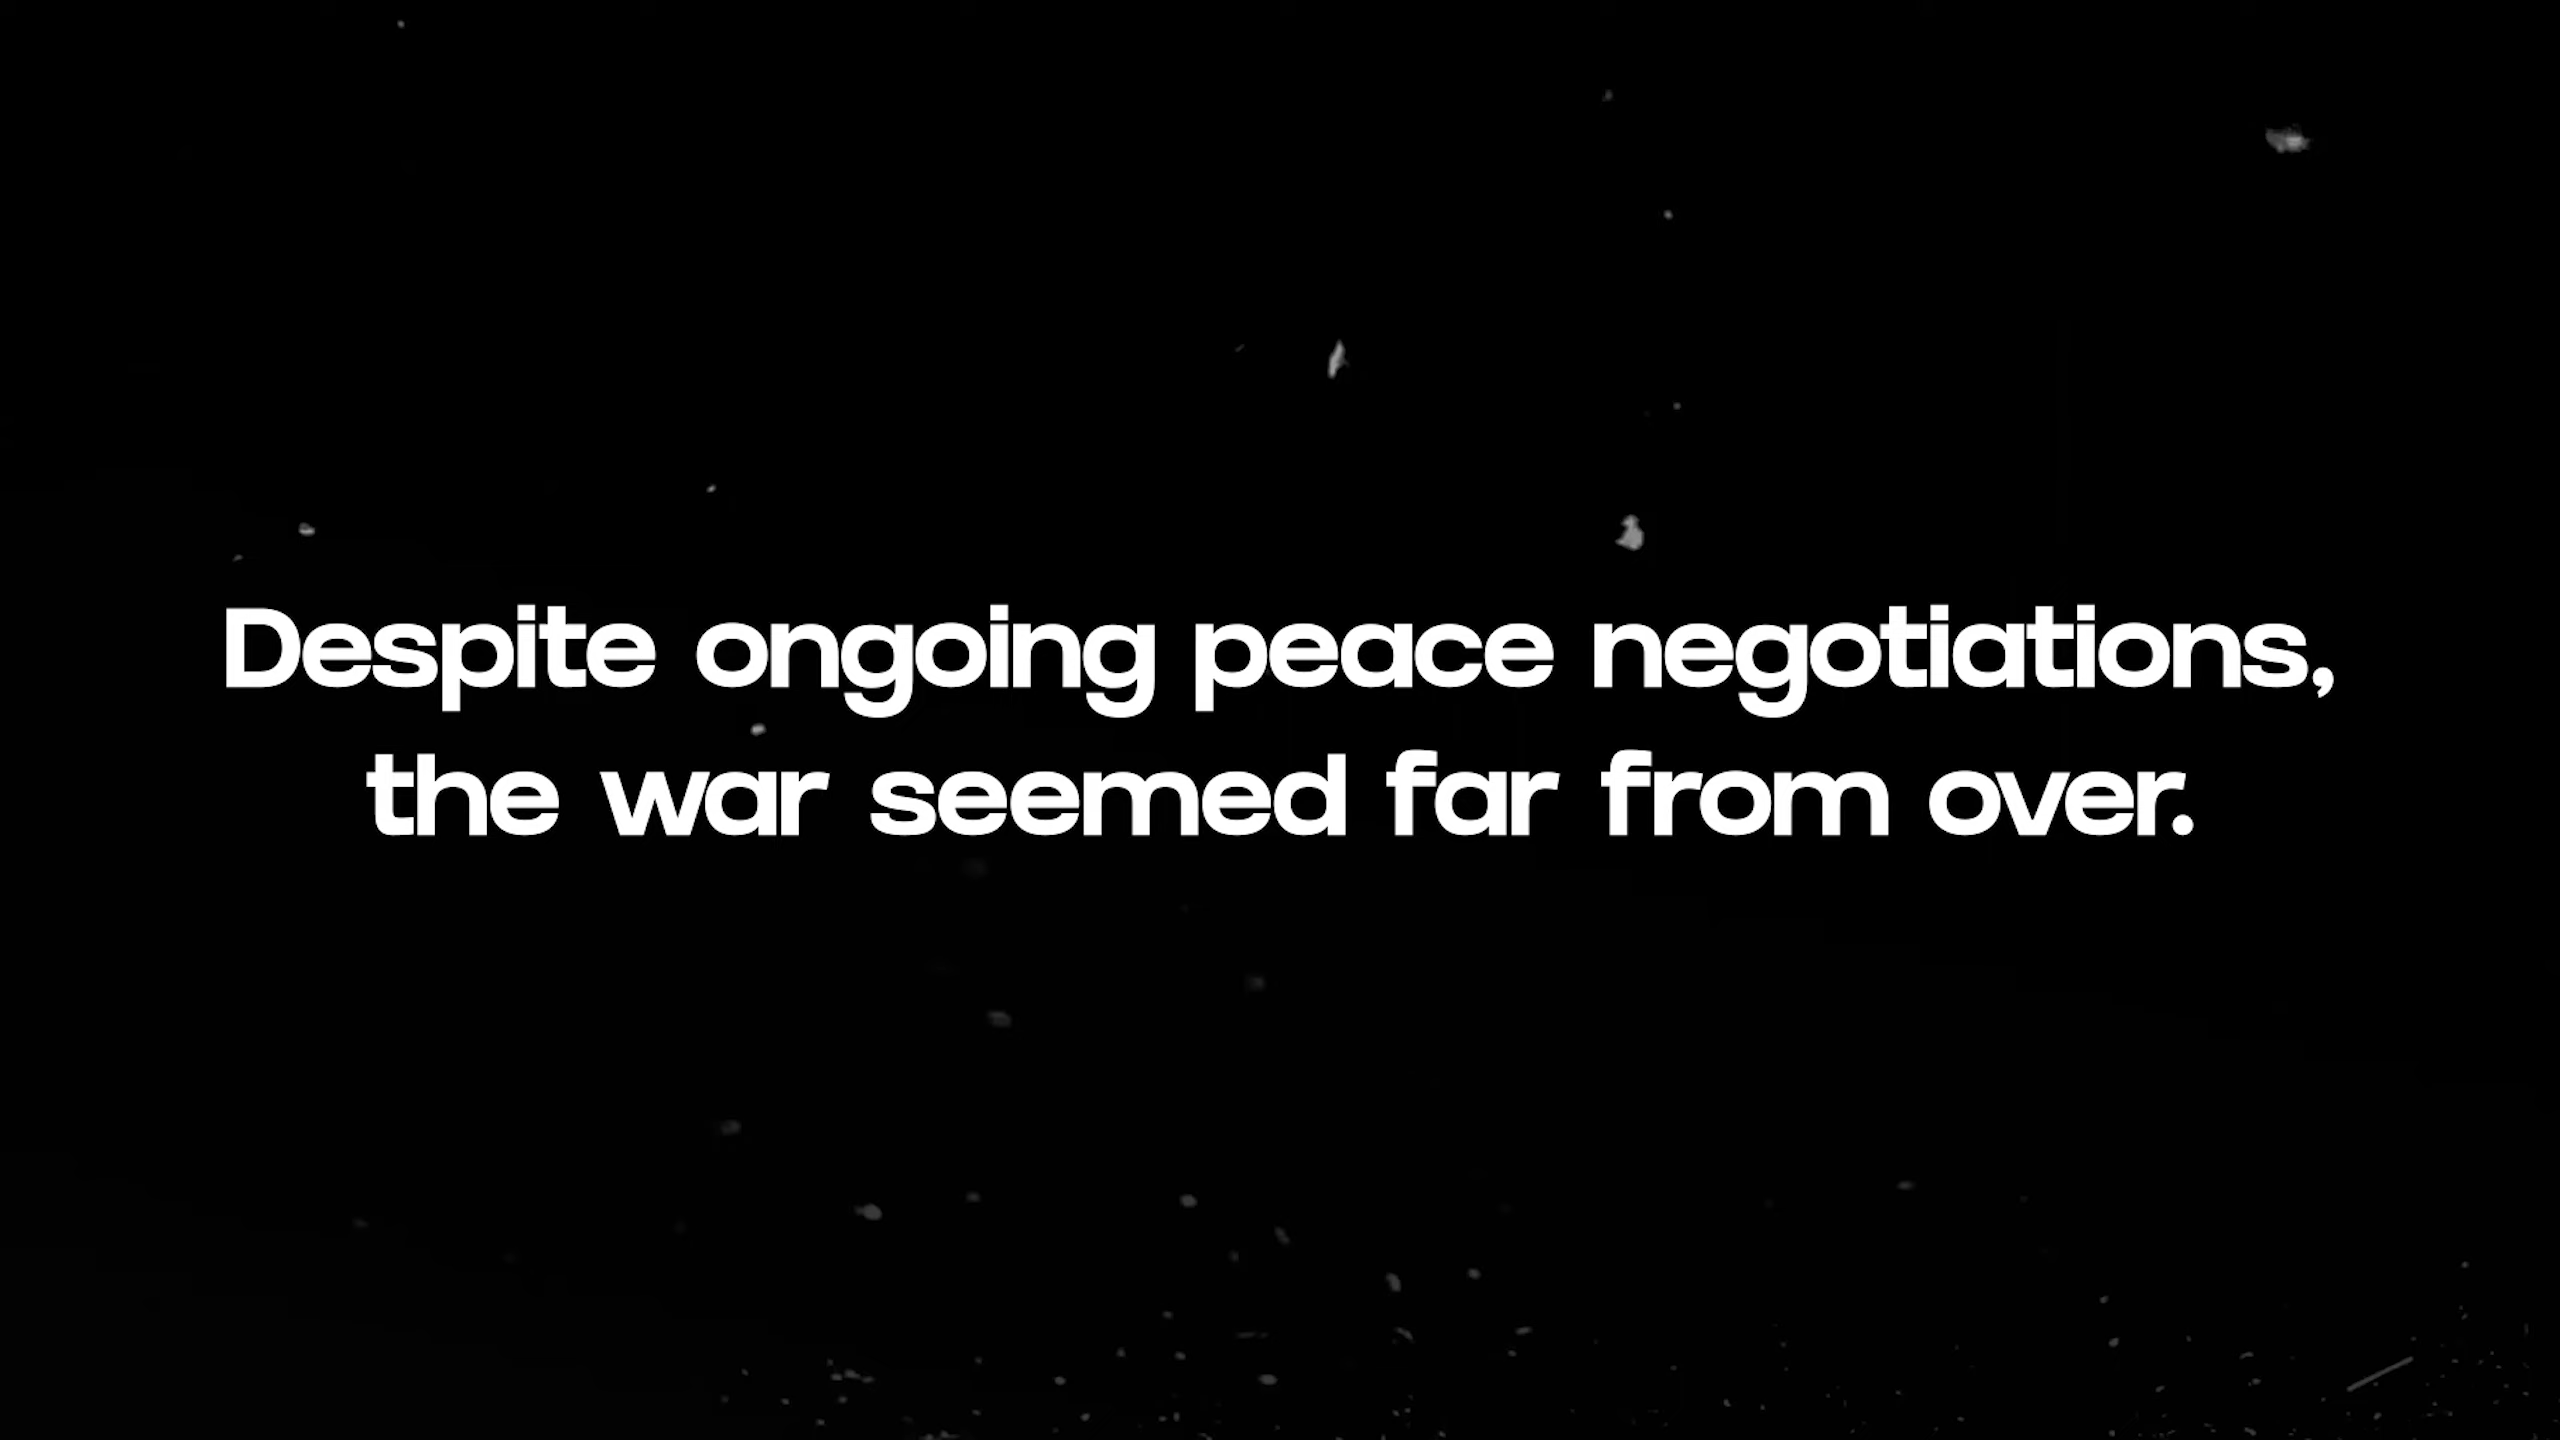 Despite ongoing peace negotiations,
the war seemed far from over.